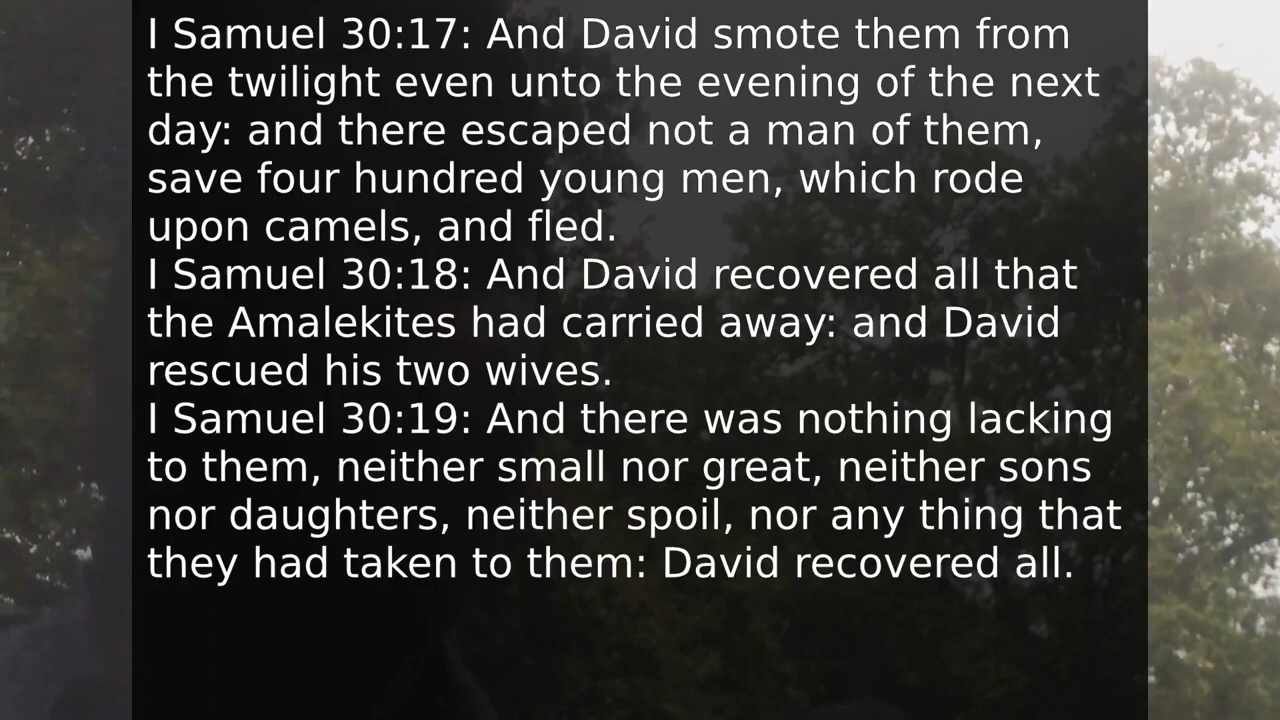 I Samuel 30:17: And David smote them from
the twilight even unto the evening of the next
day: and there escaped not a man of them,
save four hundred young men, which rode
upon camels, and fled.
I Samuel 30:18: And David recovered all that
the Amalekites had carried away: and David
rescued his two wives.
I Samuel 30:19: And there was nothing lacking
to them, neither small nor great, neither sons
nor daughters, neither spoil, nor any thing that
they had taken to them: David recovered all.